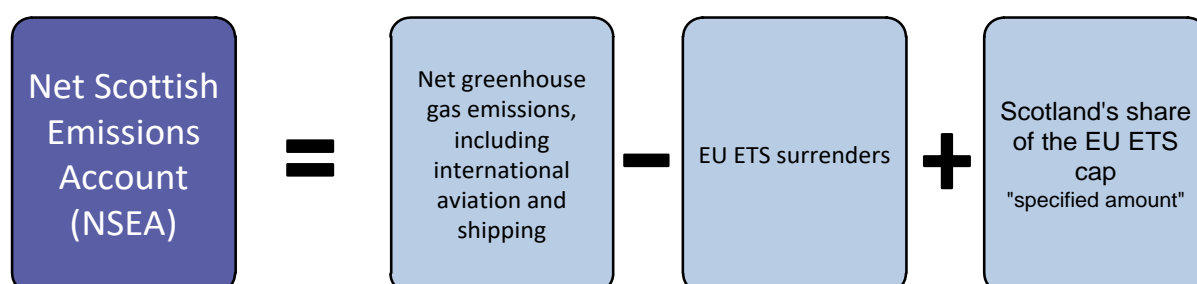 Net Scottish
Emissions
Account
(NSEA)
=
Net greenhouse
gas emissions,
including
international
aviation and
shipping
−
EU ETS surrenders
+
Scotland's share
of the EU ETS
cap
"specified amount"